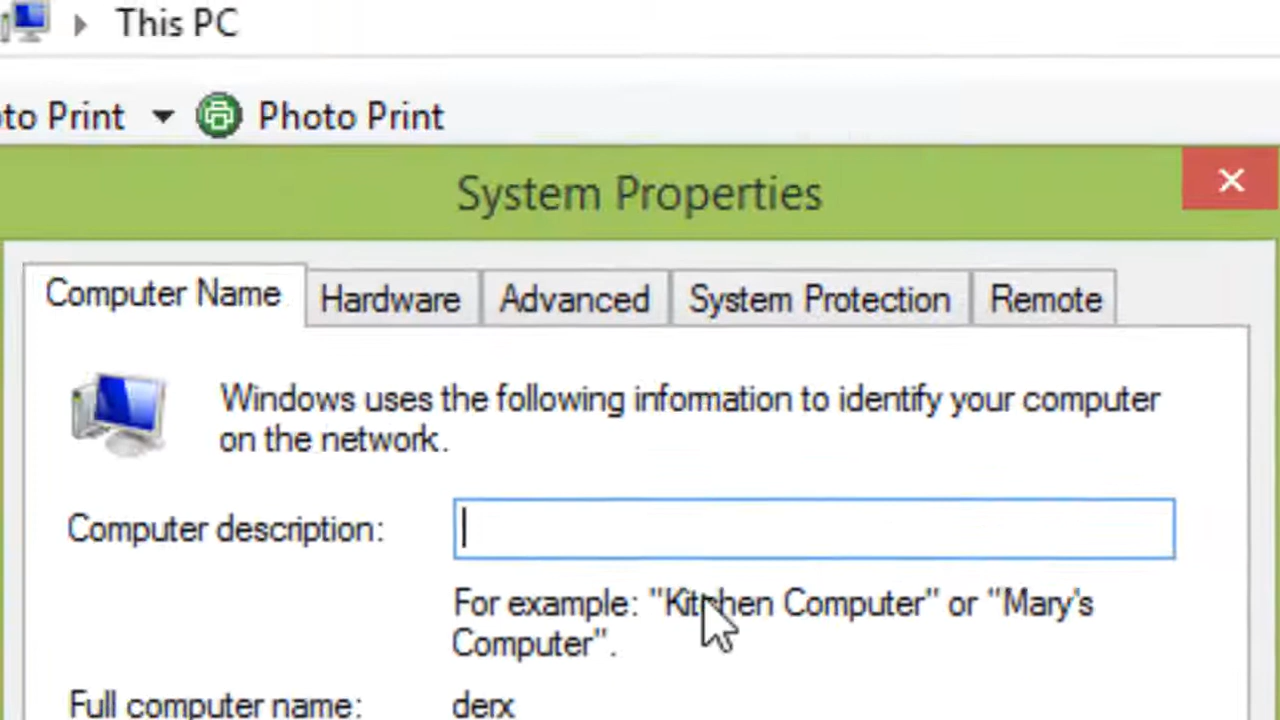 This PC
to Print Photo Print
System Properties
Computer Name Hardware Advanced System Protection Remote
Windows uses the following information to identify your computer
on the network.
Computer description:
For example: "Kitchen Computer" or "Mary's
Computer".
Full computer name: derx